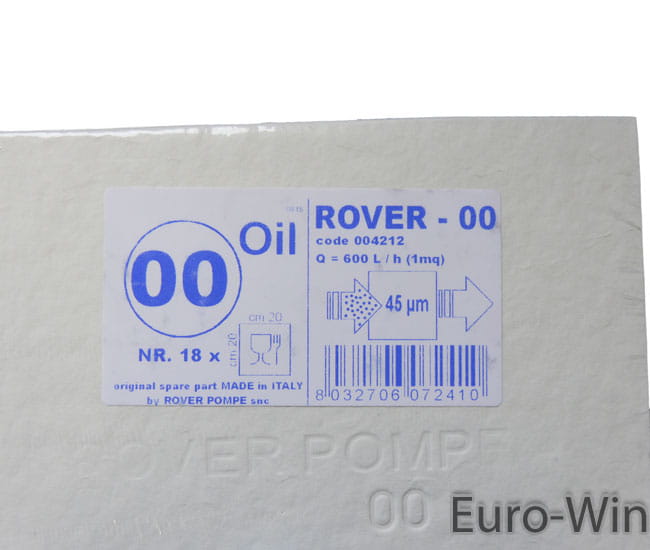 00
Oil
NR. 18 x
cm 20
cm 20
original spare part MADE in ITALY
by ROVER POMPE snc
ROVER - 00
code 004212
Q = 600 L / h (1mq)
45 µm
8 032706 072410
ROVER POMPE
00
Euro-Win